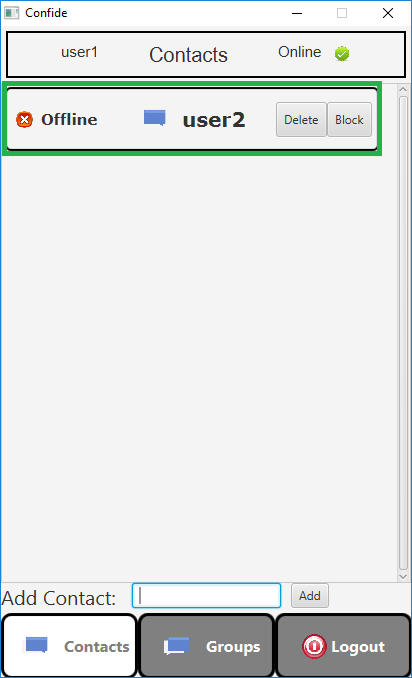 Confide
user1 Contacts Online
Offline user2 Delete Block
Add Contact: Add
Contacts Groups Logout